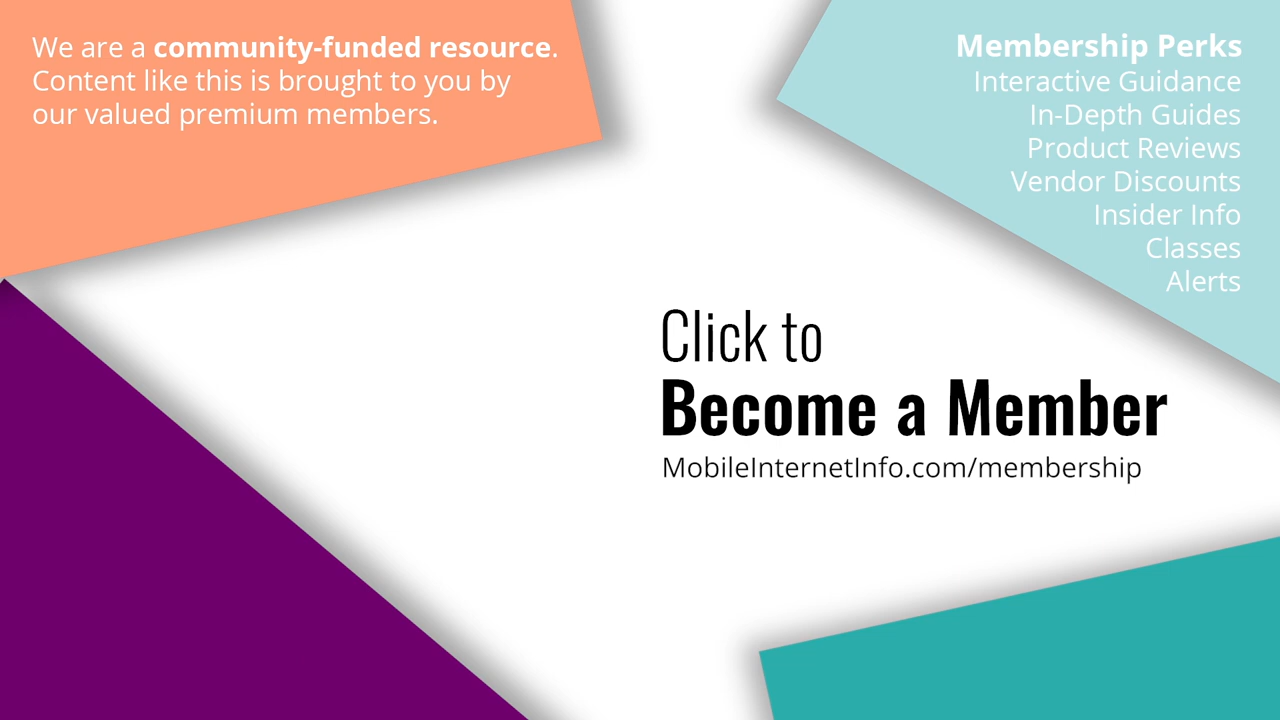 We are a community-funded resource.
Content like this is brought to you by
our valued premium members.
Membership Perks
Interactive Guidance
In-Depth Guides
Product Reviews
Vendor Discounts
Insider Info
Classes
Alerts
Click to
Become a Member
MobileInternetInfo.com/membership